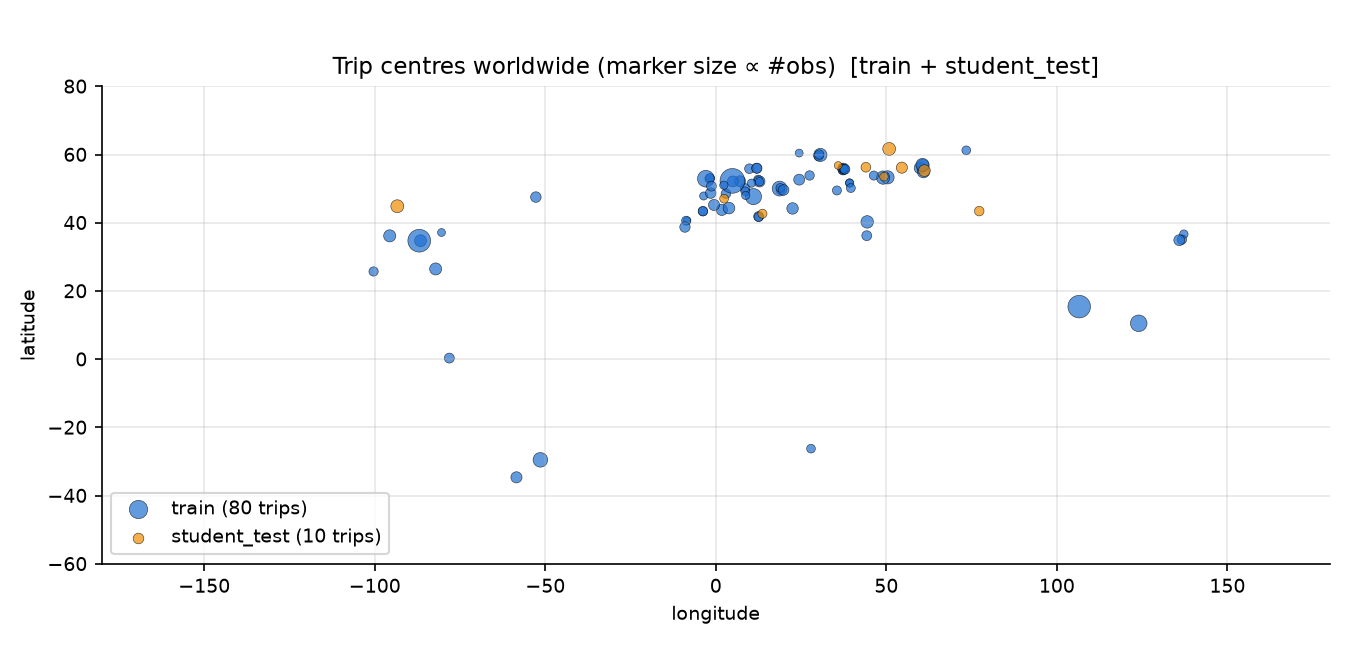 Trip centres worldwide (marker size ∝ #obs) [train + student_test]
80
60
40
20
0
−20
−40
−60
latitude
train (80 trips)
student_test (10 trips)
−150 −100 −50 0 50 100 150
longitude